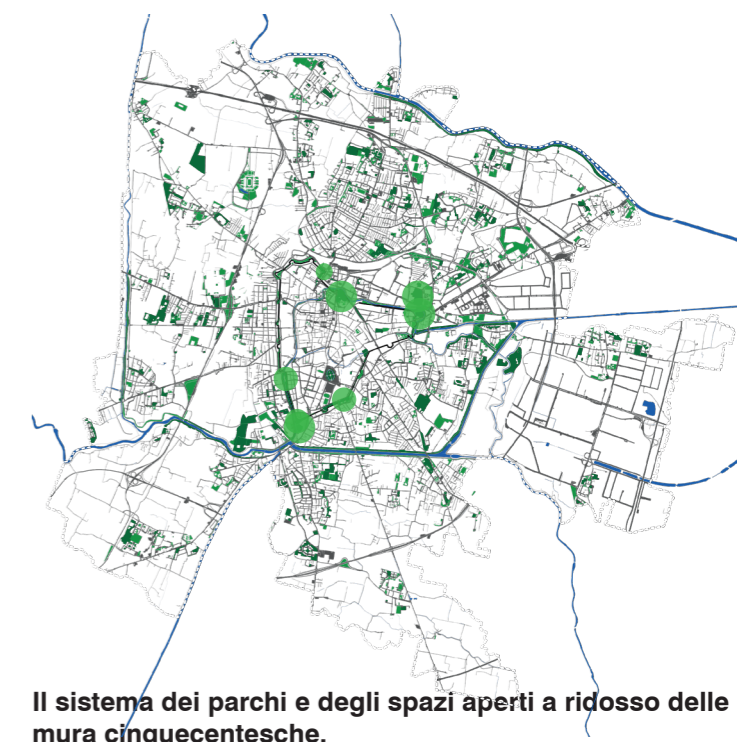 Il sistema dei parchi e degli spazi aperti a ridosso delle
mura cinquecentesche.